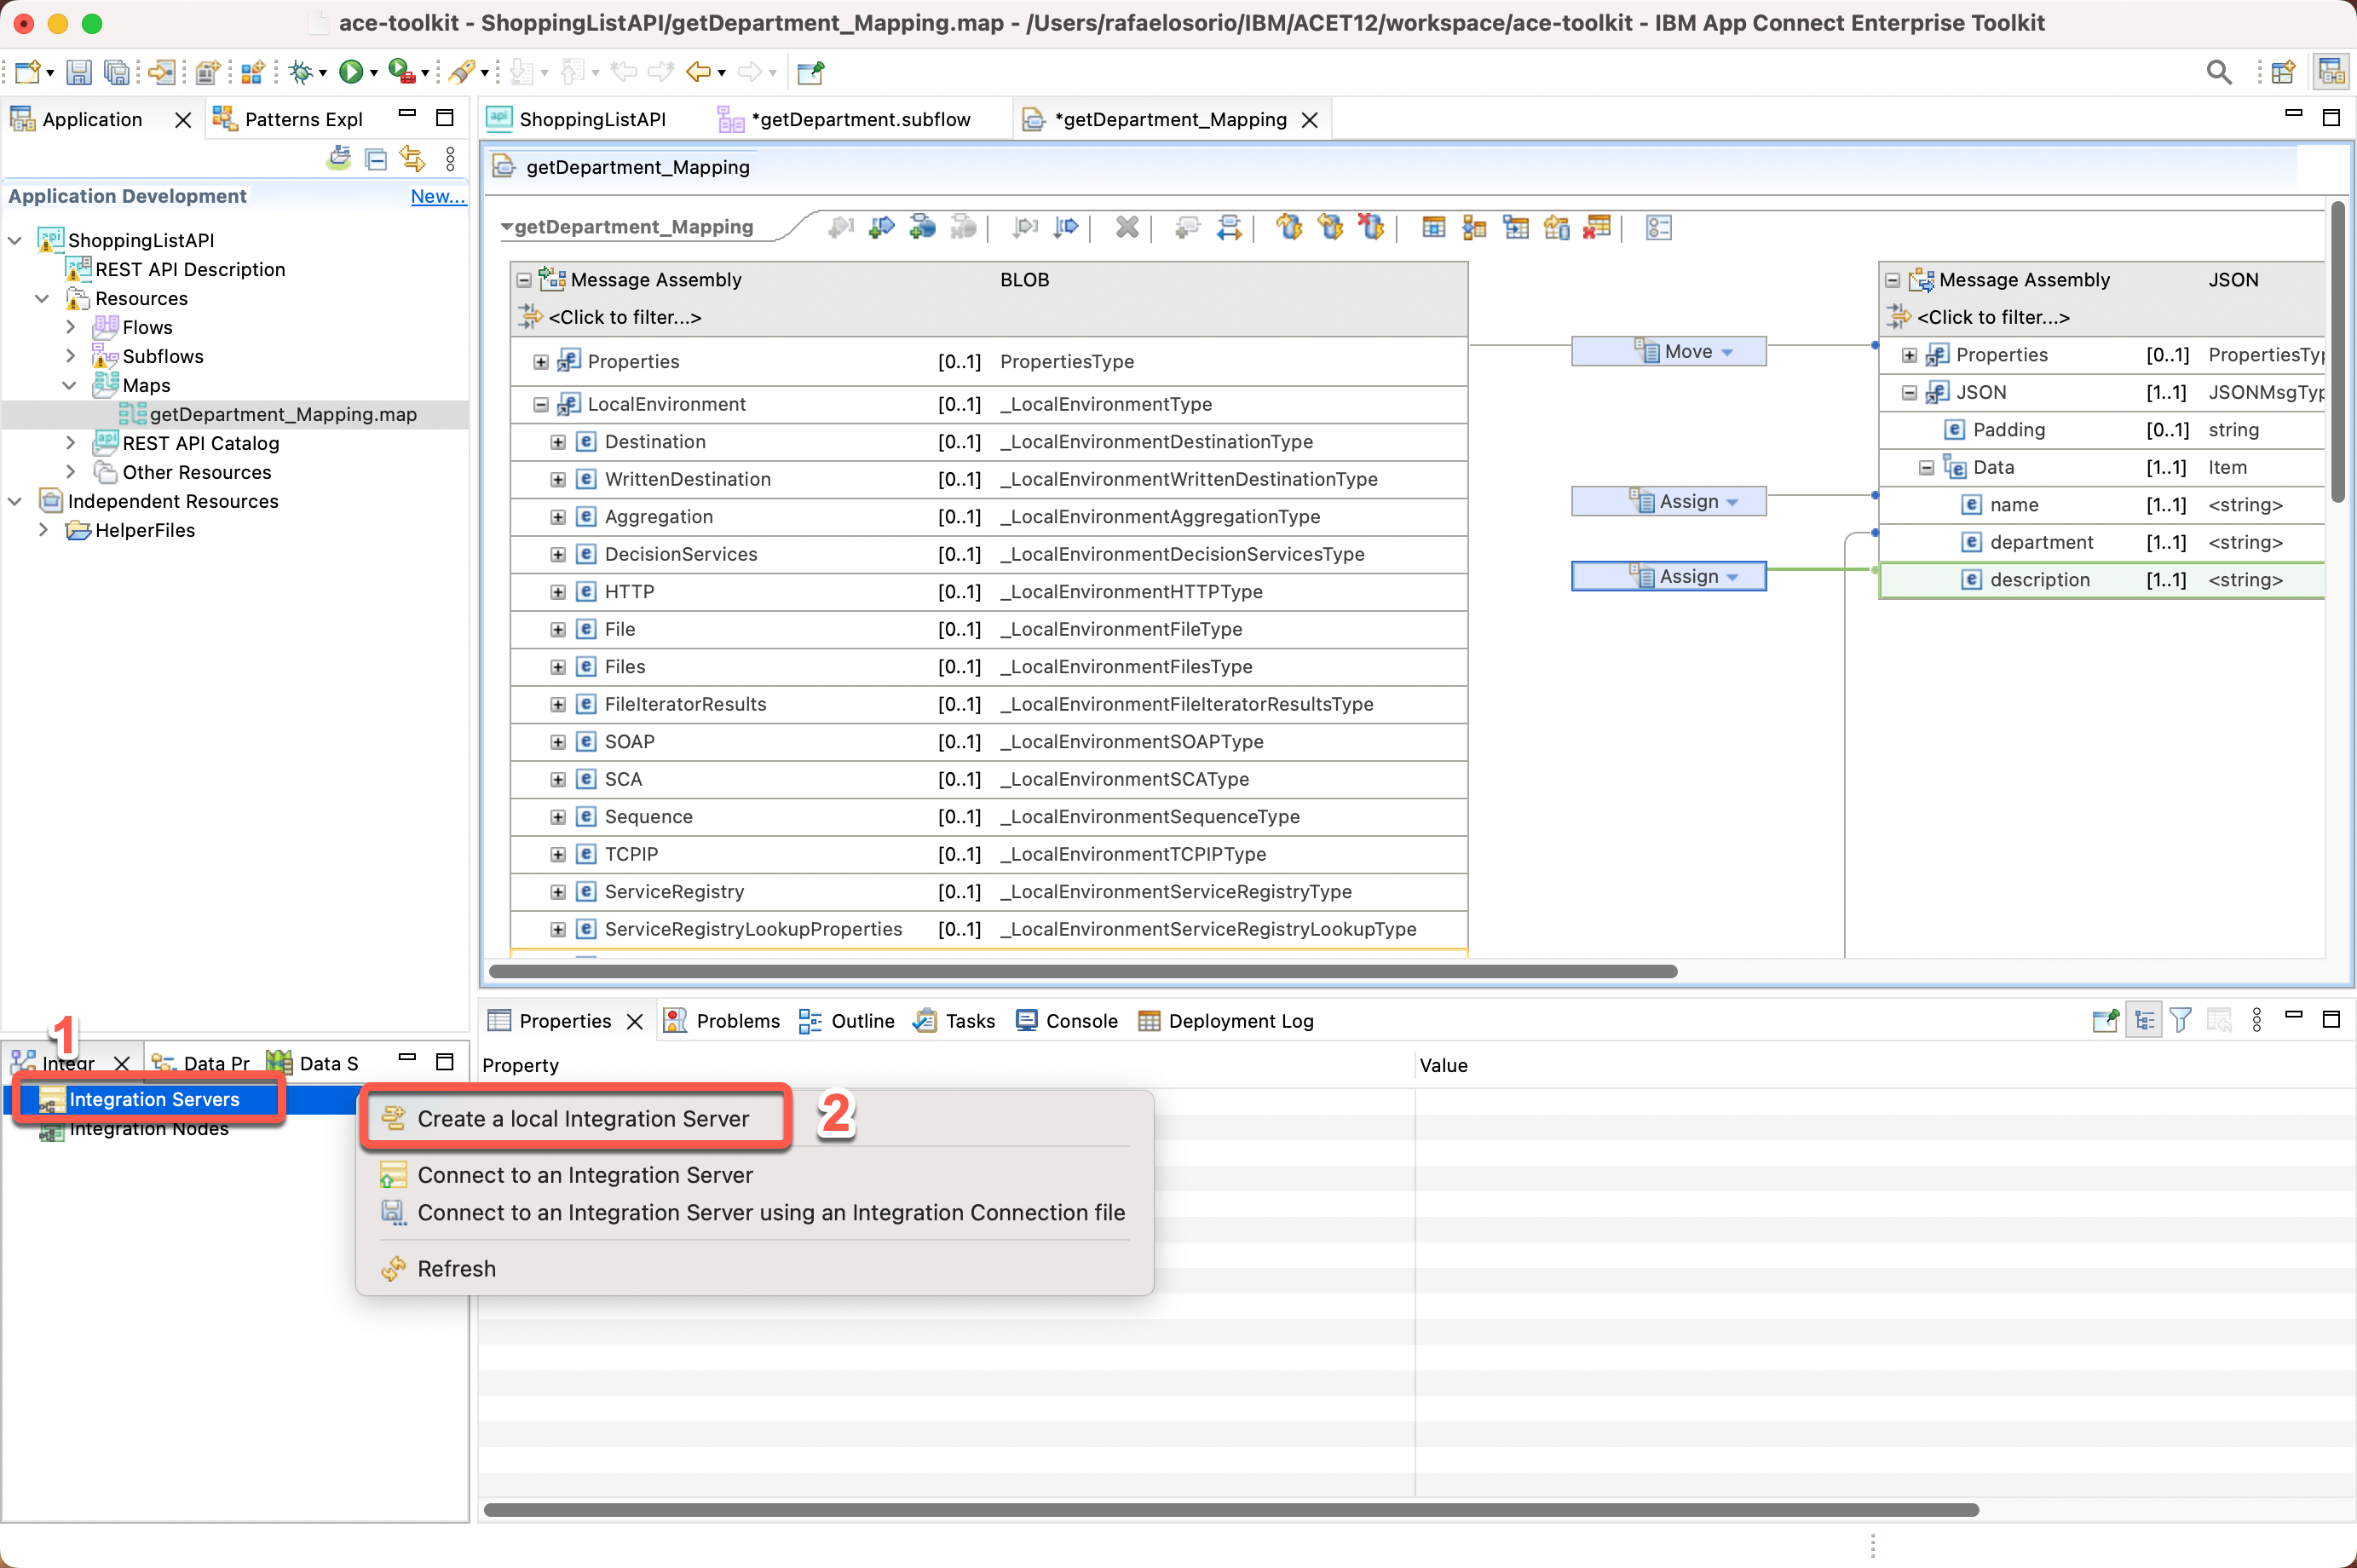 ace-toolkit - ShoppingListAPI/getDepartment_Mapping.map - /Users/rafaelosorio/IBM/ACET12/workspace/ace-toolkit - IBM App Connect Enterprise Toolkit
Application
Patterns Expl
Application Development
New...
ShoppingListAPI
REST API Description
Resources
Flows
Subflows
Maps
getDepartment_Mapping.map
REST API Catalog
Other Resources
Independent Resources
HelperFiles
ShoppingListAPI
*getDepartment.subflow
*getDepartment_Mapping
getDepartment_Mapping
getDepartment_Mapping
Message Assembly BLOB
<Click to filter...>
Properties [0..1] PropertiesType
LocalEnvironment [0..1] _LocalEnvironmentType
Destination [0..1] _LocalEnvironmentDestinationType
WrittenDestination [0..1] _LocalEnvironmentWrittenDestinationType
Aggregation [0..1] _LocalEnvironmentAggregationType
DecisionServices [0..1] _LocalEnvironmentDecisionServicesType
HTTP [0..1] _LocalEnvironmentHTTPType
File [0..1] _LocalEnvironmentFileType
Files [0..1] _LocalEnvironmentFilesType
FileIteratorResults [0..1] _LocalEnvironmentFileIteratorResultsType
SOAP [0..1] _LocalEnvironmentSOAPType
SCA [0..1] _LocalEnvironmentSCAType
Sequence [0..1] _LocalEnvironmentSequenceType
TCPIP [0..1] _LocalEnvironmentTCPIPType
ServiceRegistry [0..1] _LocalEnvironmentServiceRegistryType
ServiceRegistryLookupProperties [0..1] _LocalEnvironmentServiceRegistryLookupType
Move
Assign
Assign
Message Assembly JSON
<Click to filter...>
Properties [0..1] PropertiesTyp
JSON [1..1] JSONMsgTyp
Padding [0..1] string
Data [1..1] Item
name [1..1] <string>
department [1..1] <string>
description [1..1] <string>
1
Integr
Data Pr
Data S
Integration Servers
Integration Nodes
Properties
Problems
Outline
Tasks
Console
Deployment Log
Property Value
Create a local Integration Server
2
Connect to an Integration Server
Connect to an Integration Server using an Integration Connection file
Refresh